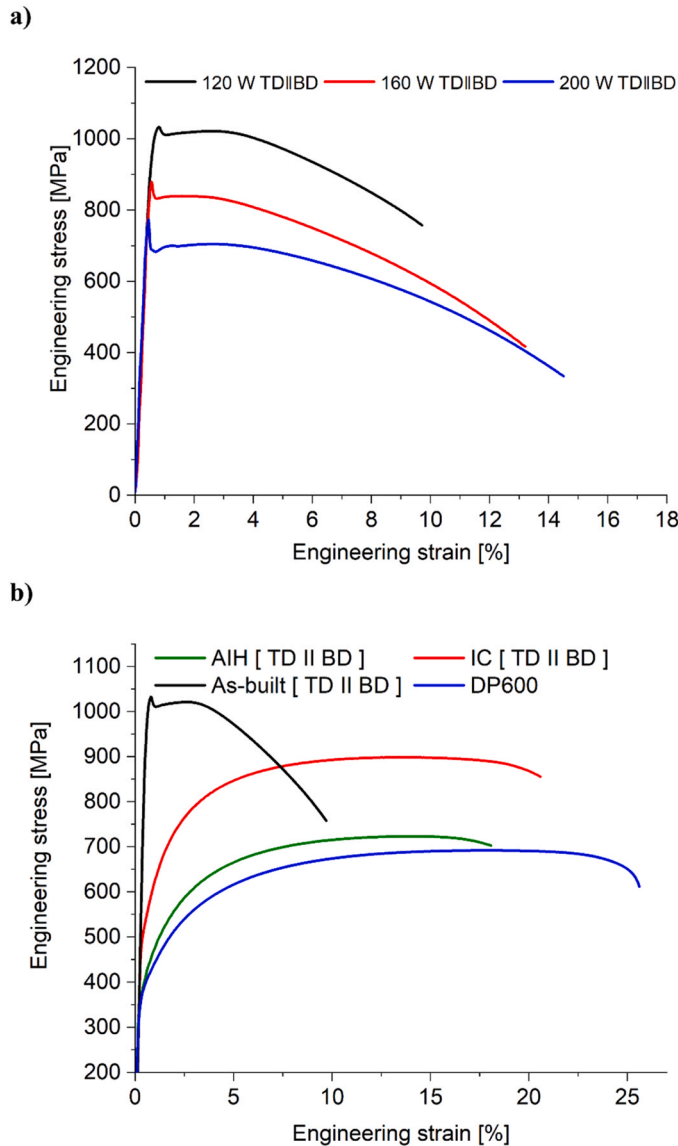 a)
120 W TD||BD 160 W TD||BD 200 W TD||BD
1200
1000
800
600
400
200
0
Engineering stress [MPa]
0 2 4 6 8 10 12 14 16 18
Engineering strain [%]
b)
AIH [ TD II BD ] IC [ TD II BD ]
As-built [ TD II BD ] DP600
1100
1000
900
800
700
600
500
400
300
200
Engineering stress [MPa]
0 5 10 15 20 25
Engineering strain [%]